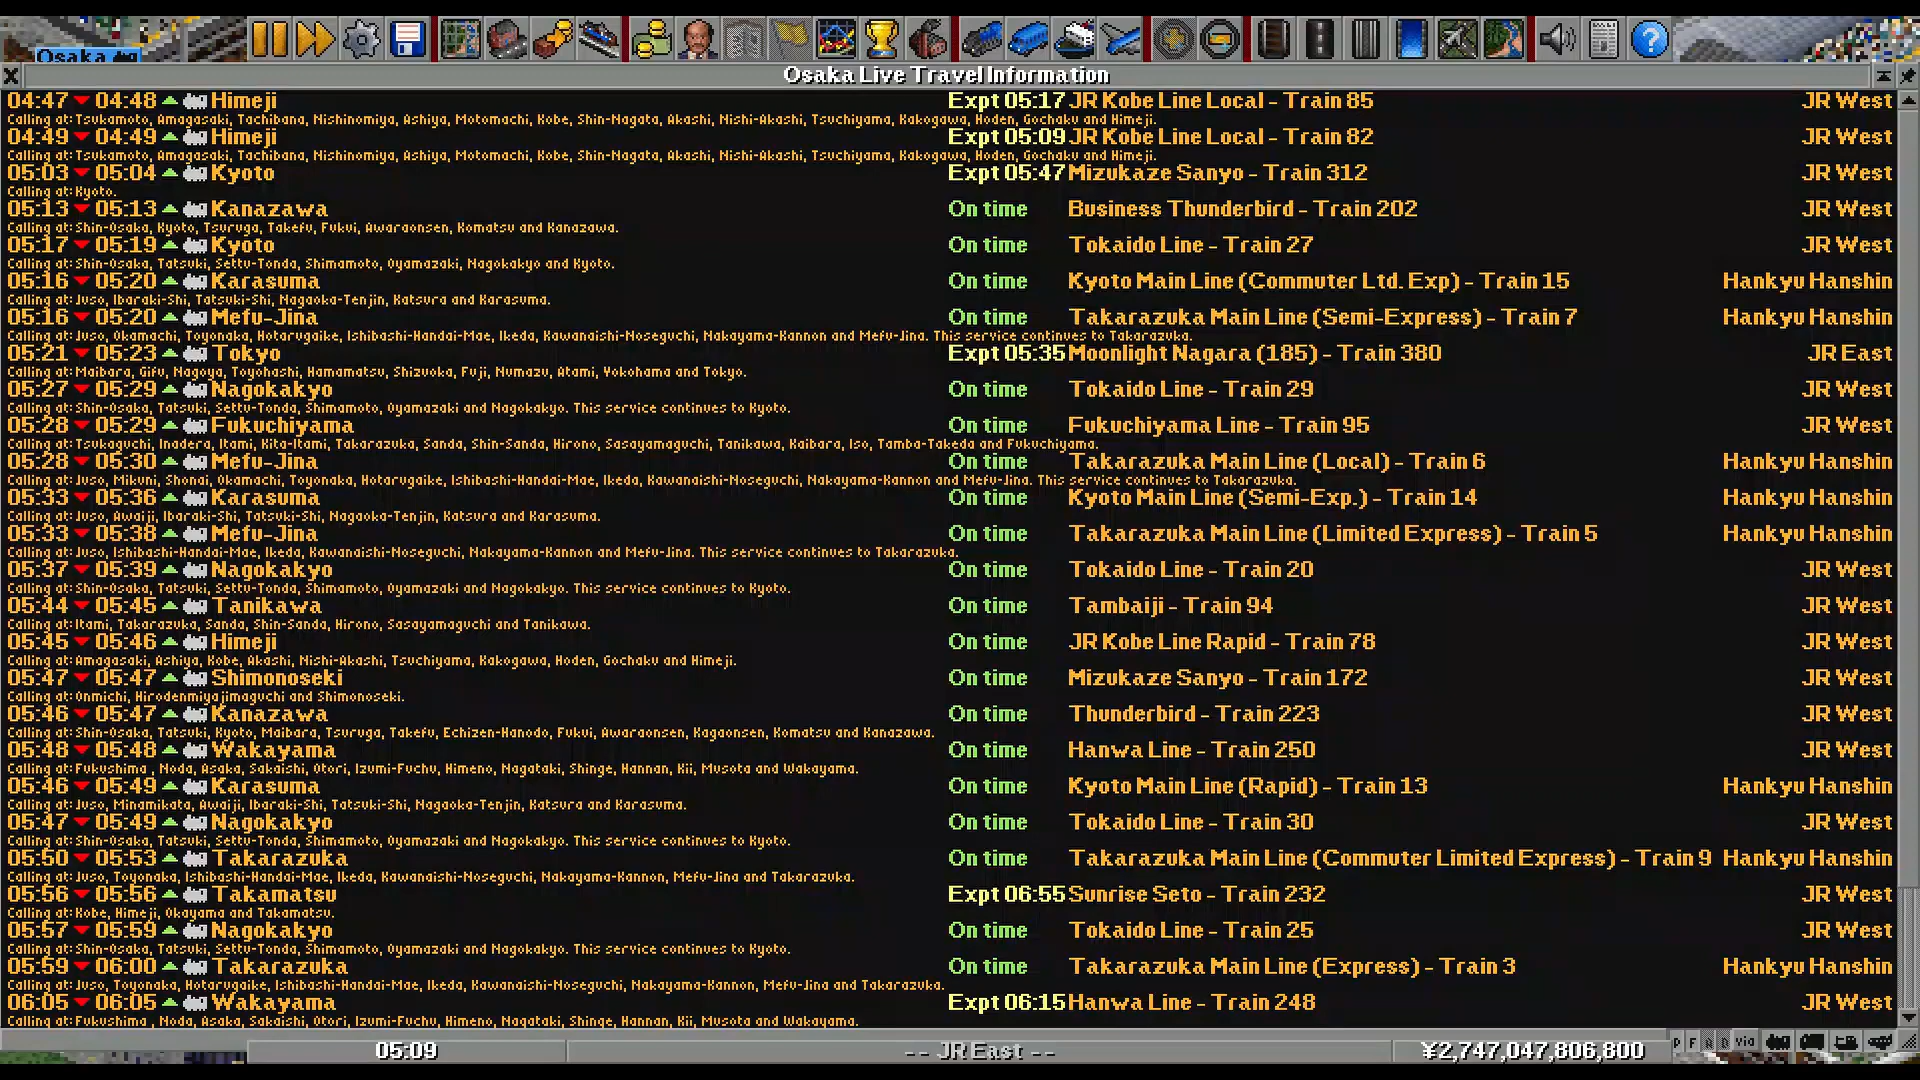 Osaka
Osaka Live Travel Information
04:47 04:48 Himeji Expt 05:17 JR Kobe Line Local - Train 85 JR West
Calling at: Tsukamoto, Amagasaki, Tachibana, Nishinomiya, Ashiya, Motomachi, Kobe, Shin-Nagata, Akashi, Nishi-Akashi, Tsuchiyama, Kakogawa, Hoden, Gochaku and Himeji.
04:49 04:49 Himeji Expt 05:09 JR Kobe Line Local - Train 82 JR West
Calling at: Tsukamoto, Amagasaki, Tachibana, Nishinomiya, Ashiya, Motomachi, Kobe, Shin-Nagata, Akashi, Nishi-Akashi, Tsuchiyama, Kakogawa, Hoden, Gochaku and Himeji.
05:03 05:04 Kyoto Expt 05:47 Mizukaze Sanyo - Train 312 JR West
Calling at: Kyoto.
05:13 05:13 Kanazawa On time Business Thunderbird - Train 202 JR West
Calling at: Shin-Osaka, Kyoto, Tsuruga, Takefu, Fukui, Awaraonsen, Komatsu and Kanazawa.
05:17 05:19 Kyoto On time Tokaido Line - Train 27 JR West
Calling at: Shin-Osaka, Tatsuki, Settu-Tonda, Shimamoto, Oyamazaki, Nagokakyo and Kyoto.
05:16 05:20 Karasuma On time Kyoto Main Line (Commuter Ltd. Exp) - Train 15 Hankyu Hanshin
Calling at: Juso, Ibaraki-Shi, Tatsuki-Shi, Nagaoka-Tenjin, Katsura and Karasuma.
05:16 05:20 Mefu-Jina On time Takarazuka Main Line (Semi-Express) - Train 7 Hankyu Hanshin
Calling at: Juso, Okamachi, Toyonaka, Hotarugaike, Ishibashi-Handai-Mae, Ikeda, Kawanaishi-Noseguchi, Nakayama-Kannon and Mefu-Jina. This service continues to Takarazuka.
05:21 05:23 Tokyo Expt 05:35 Moonlight Nagara (185) - Train 380 JR East
Calling at: Maibara, Gifu, Nagoya, Toyohashi, Hamamatsu, Shizuoka, Fuji, Numazu, Atami, Yokohama and Tokyo.
05:27 05:29 Nagokakyo On time Tokaido Line - Train 29 JR West
Calling at: Shin-Osaka, Tatsuki, Settu-Tonda, Shimamoto, Oyamazaki and Nagokakyo. This service continues to Kyoto.
05:28 05:29 Fukuchiyama On time Fukuchiyama Line - Train 95 JR West
Calling at: Tsukaguchi, Inadera, Itami, Kita-Itami, Takarazuka, Sanda, Shin-Sanda, Hirono, Sasayamaguchi, Tanikawa, Kaibara, Iso, Tamba-Takeda and Fukuchiyama.
05:28 05:30 Mefu-Jina On time Takarazuka Main Line (Local) - Train 6 Hankyu Hanshin
Calling at: Juso, Mikuni, Shonai, Okamachi, Toyonaka, Hotarugaike, Ishibashi-Handai-Mae, Ikeda, Kawanaishi-Noseguchi, Nakayama-Kannon and Mefu-Jina. This service continues to Takarazuka.
05:33 05:36 Karasuma On time Kyoto Main Line (Semi-Exp.) - Train 14 Hankyu Hanshin
Calling at: Juso, Awaiji, Ibaraki-Shi, Tatsuki-Shi, Nagaoka-Tenjin, Katsura and Karasuma.
05:33 05:38 Mefu-Jina On time Takarazuka Main Line (Limited Express) - Train 5 Hankyu Hanshin
Calling at: Juso, Ishibashi-Handai-Mae, Ikeda, Kawanaishi-Noseguchi, Nakayama-Kannon and Mefu-Jina. This service continues to Takarazuka.
05:37 05:39 Nagokakyo On time Tokaido Line - Train 20 JR West
Calling at: Shin-Osaka, Tatsuki, Settu-Tonda, Shimamoto, Oyamazaki and Nagokakyo. This service continues to Kyoto.
05:44 05:45 Tanikawa On time Tambaiji - Train 94 JR West
Calling at: Itami, Takarazuka, Sanda, Shin-Sanda, Hirono, Sasayamaguchi and Tanikawa.
05:45 05:46 Himeji On time JR Kobe Line Rapid - Train 78 JR West
Calling at: Amagasaki, Ashiya, Kobe, Akashi, Nishi-Akashi, Tsuchiyama, Kakogawa, Hoden, Gochaku and Himeji.
05:47 05:47 Shimonoseki On time Mizukaze Sanyo - Train 172 JR West
Calling at: Onmichi, Hirodenmiyajimaguchi and Shimonoseki.
05:46 05:47 Kanazawa On time Thunderbird - Train 223 JR West
Calling at: Shin-Osaka, Tatsuki, Kyoto, Maibara, Tsuruga, Takefu, Echizen-Hanodo, Fukui, Awaraonsen, Kagaonsen, Komatsu and Kanazawa.
05:48 05:48 Wakayama On time Hanwa Line - Train 250 JR West
Calling at: Fukushima , Noda, Asaka, Sakaishi, Otori, Izumi-Fuchu, Himeno, Nagataki, Shinge, Hannan, Kii, Musota and Wakayama.
05:46 05:49 Karasuma On time Kyoto Main Line (Rapid) - Train 13 Hankyu Hanshin
Calling at: Juso, Minamikata, Awaiji, Ibaraki-Shi, Tatsuki-Shi, Nagaoka-Tenjin, Katsura and Karasuma.
05:47 05:49 Nagokakyo On time Tokaido Line - Train 30 JR West
Calling at: Shin-Osaka, Tatsuki, Settu-Tonda, Shimamoto, Oyamazaki and Nagokakyo. This service continues to Kyoto.
05:50 05:53 Takarazuka On time Takarazuka Main Line (Commuter Limited Express) - Train 9 Hankyu Hanshin
Calling at: Juso, Toyonaka, Ishibashi-Handai-Mae, Ikeda, Kawanaishi-Noseguchi, Nakayama-Kannon, Mefu-Jina and Takarazuka.
05:56 05:56 Takamatsu Expt 06:55 Sunrise Seto - Train 232 JR West
Calling at: Kobe, Himeji, Okayama and Takamatsu.
05:57 05:59 Nagokakyo On time Tokaido Line - Train 25 JR West
Calling at: Shin-Osaka, Tatsuki, Settu-Tonda, Shimamoto, Oyamazaki and Nagokakyo. This service continues to Kyoto.
05:59 06:00 Takarazuka On time Takarazuka Main Line (Express) - Train 3 Hankyu Hanshin
Calling at: Juso, Toyonaka, Hotarugaike, Ishibashi-Handai-Mae, Ikeda, Kawanaishi-Noseguchi, Nakayama-Kannon, Mefu-Jina and Takarazuka.
06:05 06:05 Wakayama Expt 06:15 Hanwa Line - Train 248 JR West
Calling at: Fukushima , Noda, Asaka, Sakaishi, Otori, Izumi-Fuchu, Himeno, Nagataki, Shinge, Hannan, Kii, Musota and Wakayama.
P F A D via
05:09 -- JR East -- ¥2,747,047,806,800